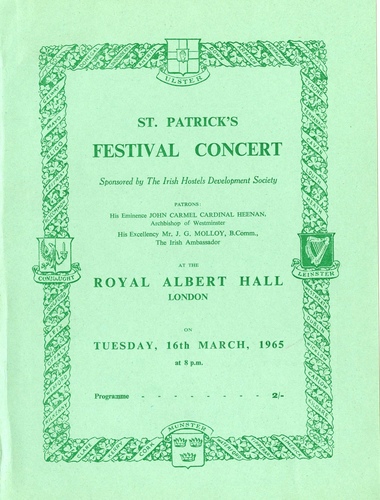 ULSTER
ST. PATRICK'S
FESTIVAL CONCERT
Sponsored by The Irish Hostels Development Society
PATRONS:
His Eminence JOHN CARMEL CARDINAL HEENAN,
Archbishop of Westminster
His Excellency Mr. J. G. MOLLOY, B.Comm.,
The Irish Ambassador
CONNAUGHT
LEINSTER
AT THE
ROYAL ALBERT HALL
LONDON
ON
TUESDAY, 16th MARCH, 1965
at 8 p.m.
Programme - - - - - - - - 2/-
MUNSTER